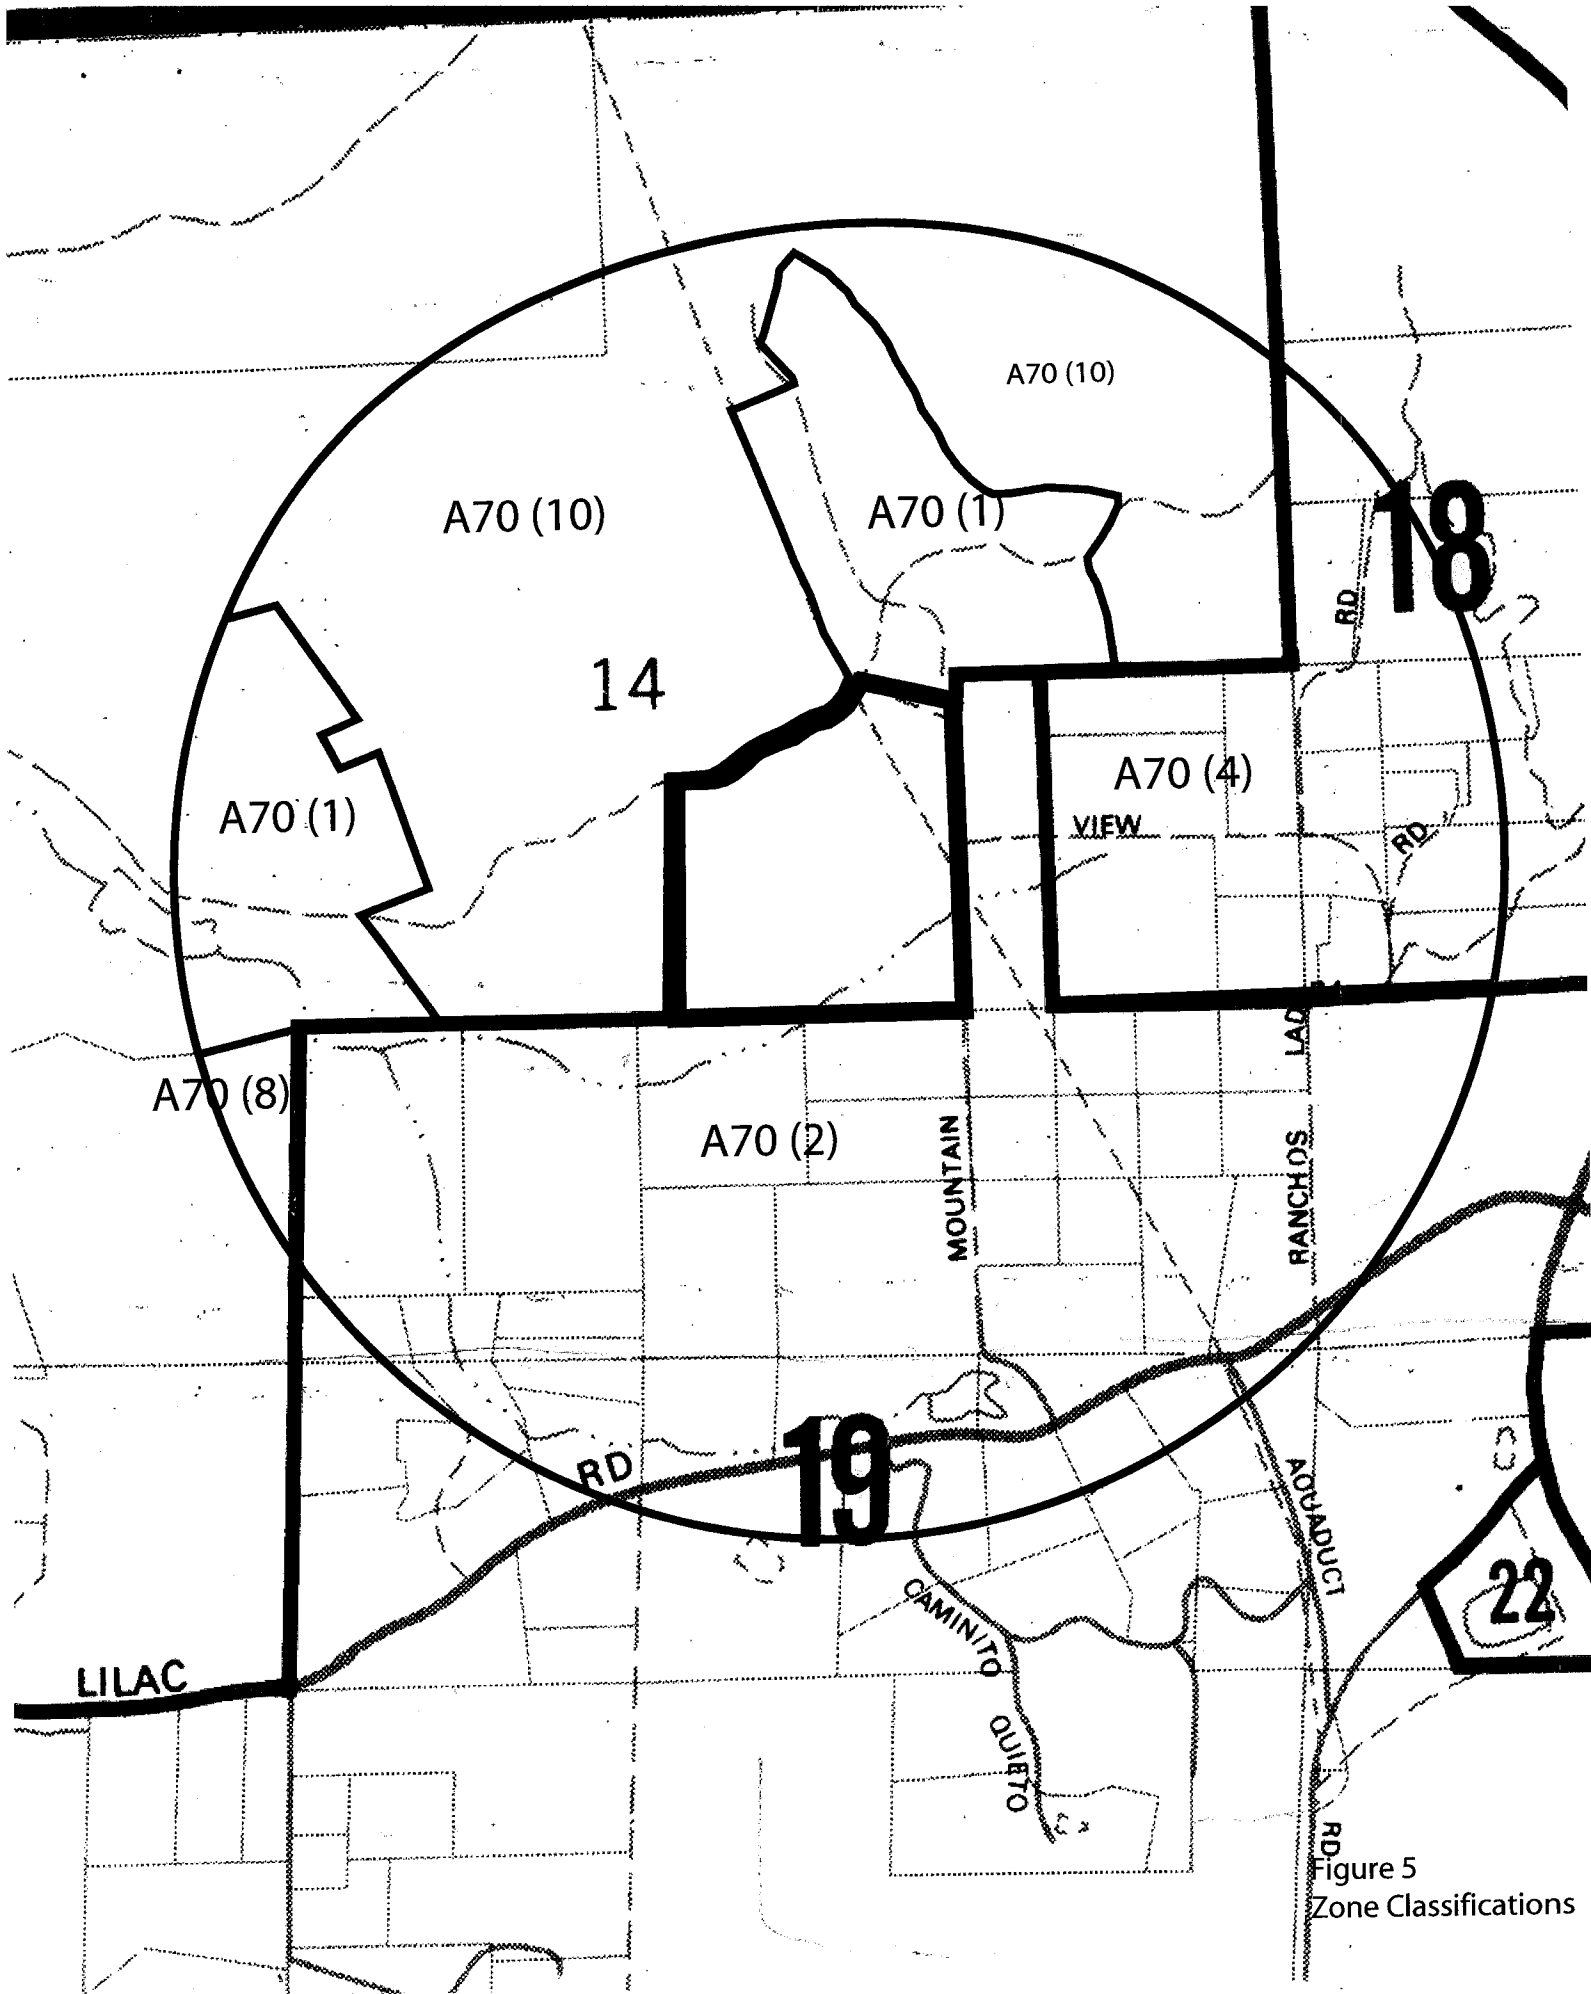 A70 (10)
A70 (10)
A70 (1)
18
RD
14
A70 (4)
A70 (1)
VIEW
RD
LAD
A70 (8)
A70 (2)
MOUNTAIN
RANCHOS
RD
19
AQUADUCT
22
CAMINITO
LILAC
QUIETO
RD
Figure 5
Zone Classifications